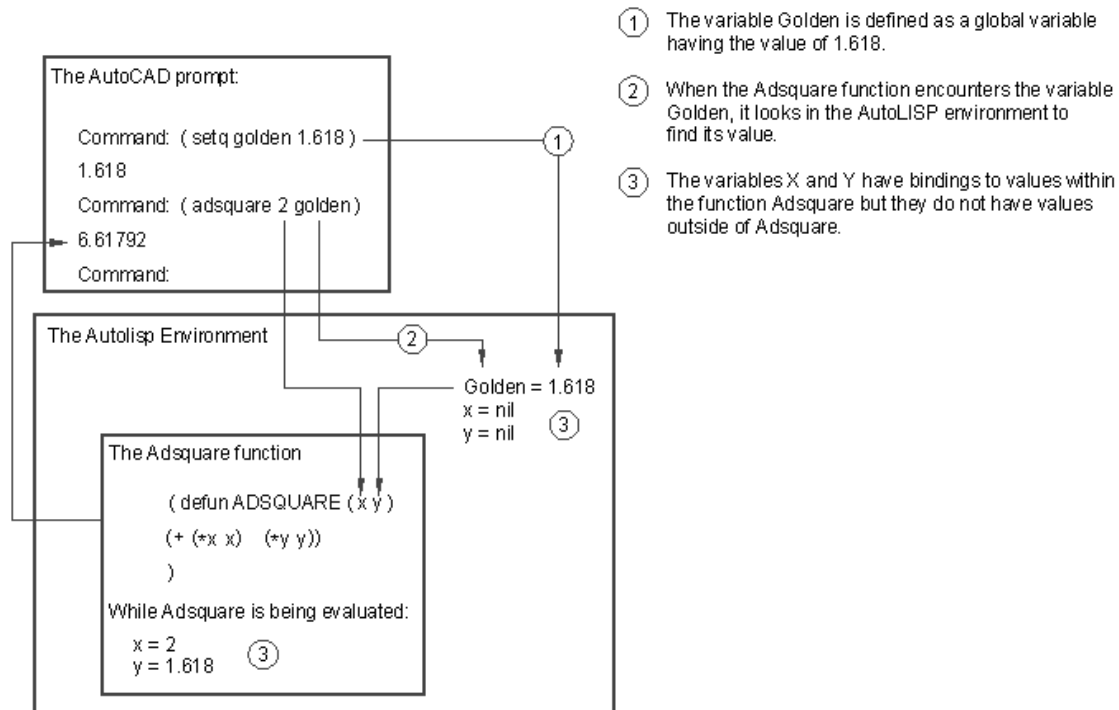 The AutoCAD prompt:
Command: ( setq golden 1.618 )
1.618
Command: ( adsquare 2 golden )
6.61792
Command:
1
1 The variable Golden is defined as a global variable
having the value of 1.618.
2 When the Adsquare function encounters the variable
Golden, it looks in the AutoLISP environment to
find its value.
3 The variables X and Y have bindings to values within
the function Adsquare but they do not have values
outside of Adsquare.
The Autolisp Environment
2
Golden = 1.618
x = nil
y = nil
3
The Adsquare function
( defun ADSQUARE ( x y )
(+ (*x x) (*y y))
)
While Adsquare is being evaluated:
x = 2
y = 1.618
3